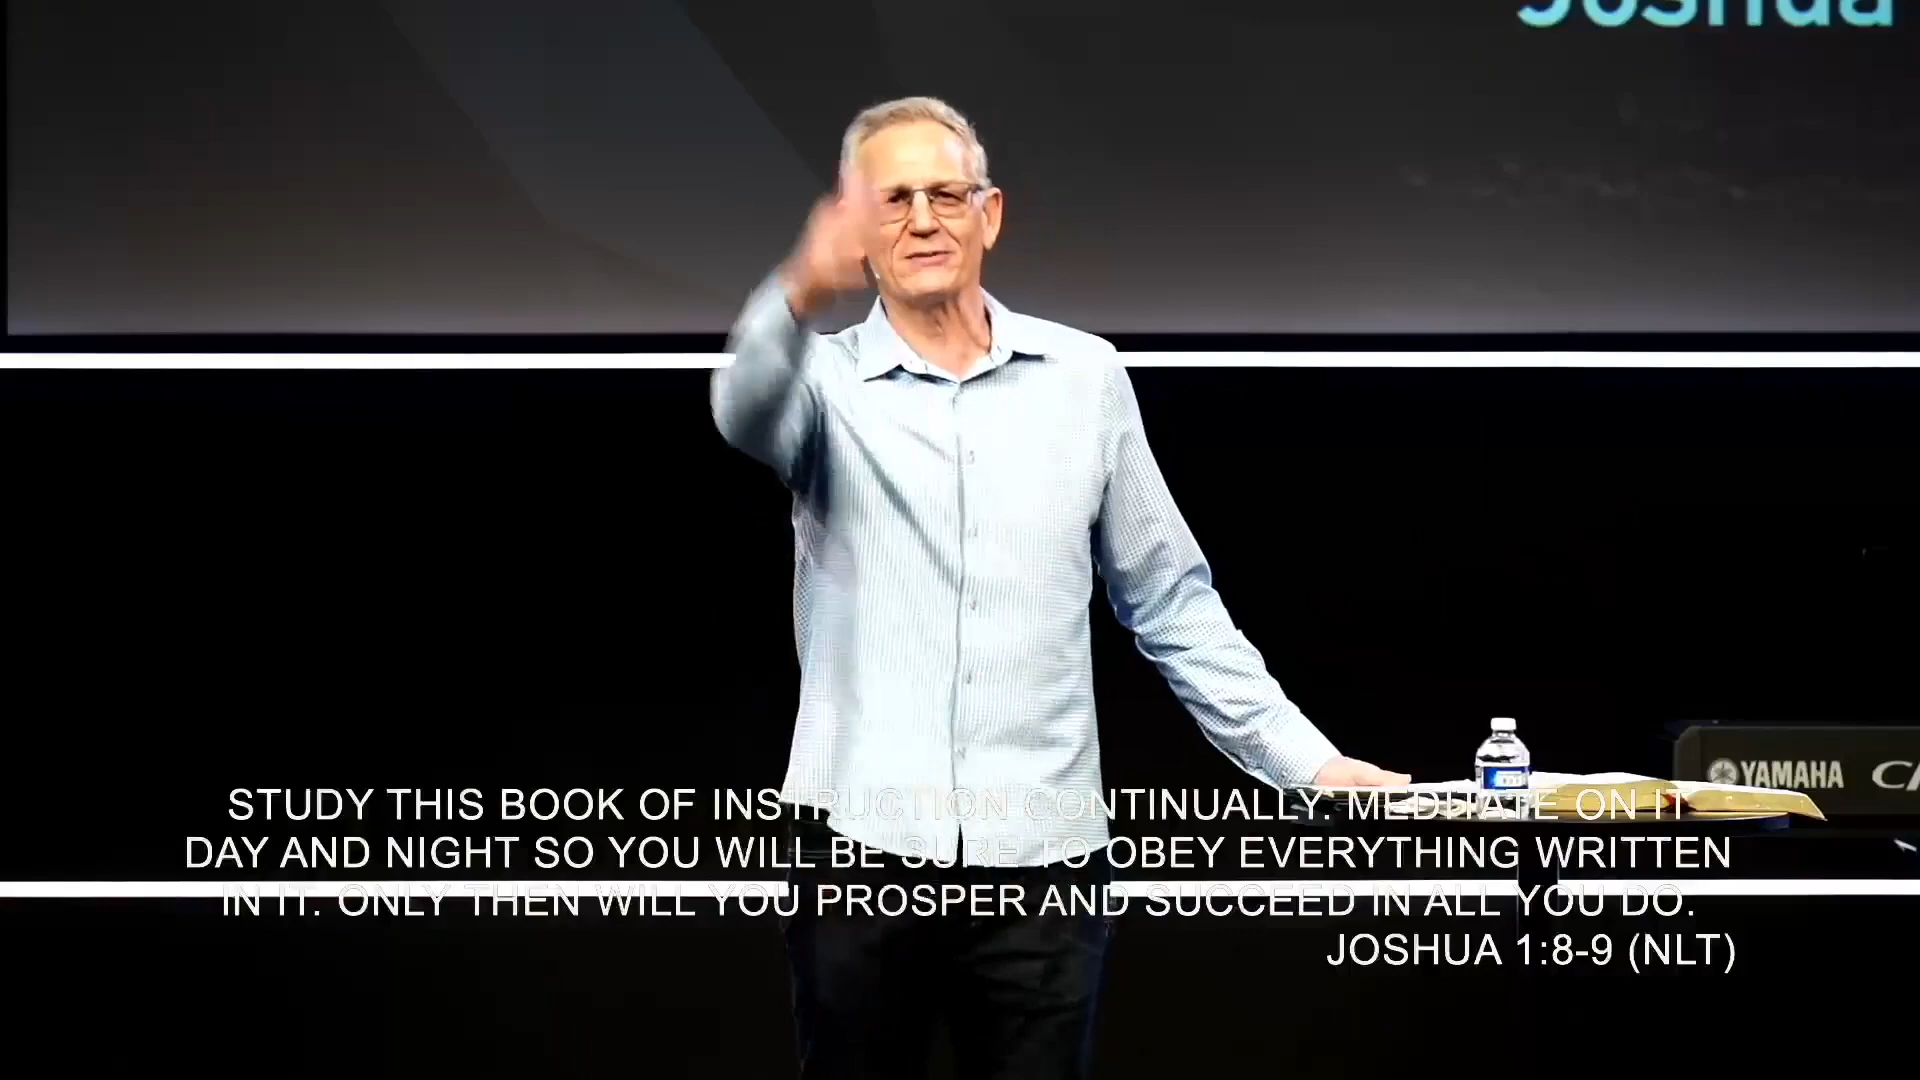 Joshua
STUDY THIS BOOK OF INSTRUCTION CONTINUALLY. MEDITATE ON IT
DAY AND NIGHT SO YOU WILL BE SURE TO OBEY EVERYTHING WRITTEN
IN IT. ONLY THEN WILL YOU PROSPER AND SUCCEED IN ALL YOU DO.
JOSHUA 1:8-9 (NLT)
YAMAHA